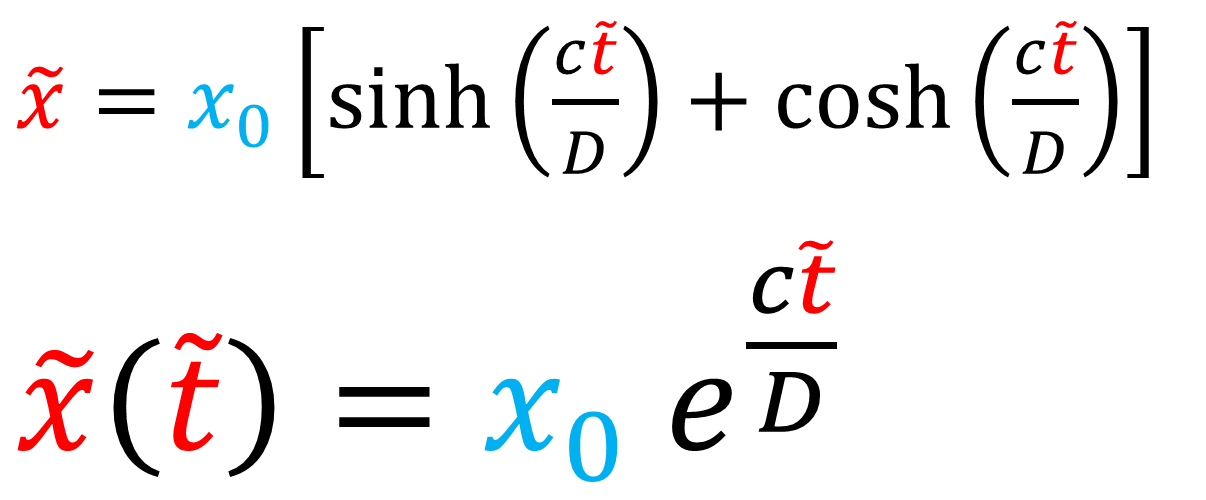 x̃ = x₀ [sinh(ct̃/D) + cosh(ct̃/D)]
x̃(t̃) = x₀ e^(ct̃/D)